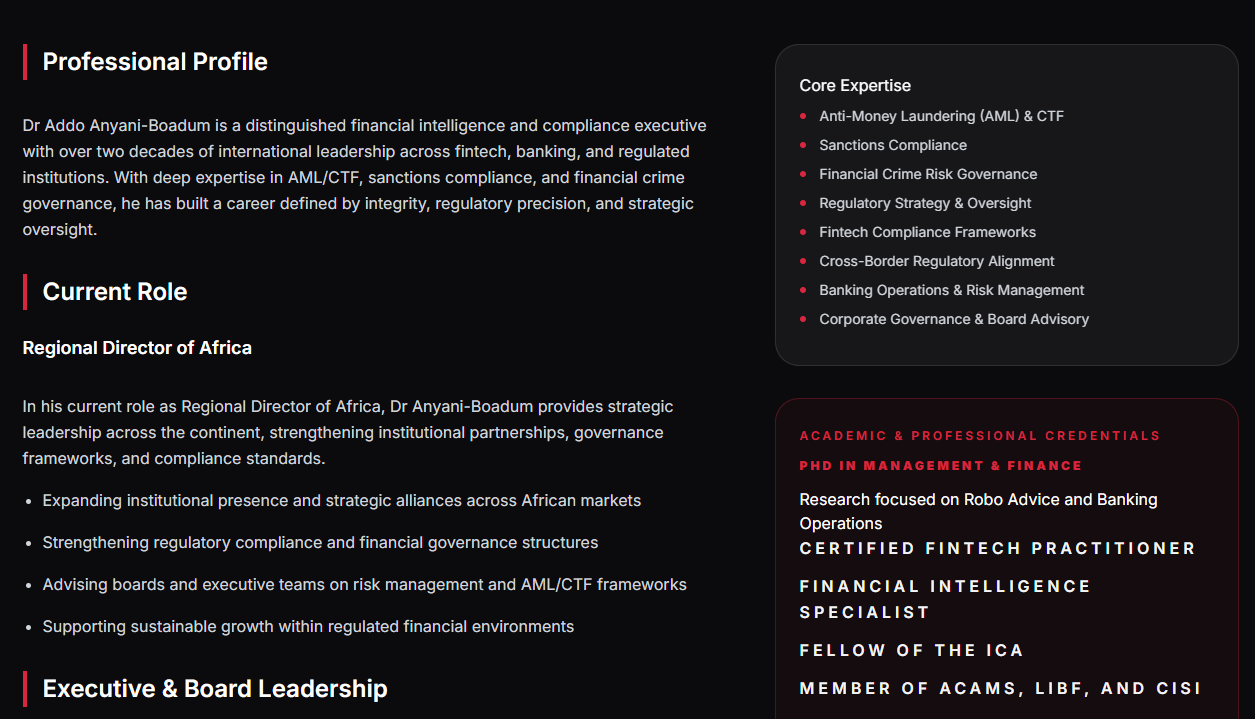 Professional Profile
Dr Addo Anyani-Boadum is a distinguished financial intelligence and compliance executive
with over two decades of international leadership across fintech, banking, and regulated
institutions. With deep expertise in AML/CTF, sanctions compliance, and financial crime
governance, he has built a career defined by integrity, regulatory precision, and strategic
oversight.
Current Role
Regional Director of Africa
In his current role as Regional Director of Africa, Dr Anyani-Boadum provides strategic
leadership across the continent, strengthening institutional partnerships, governance
frameworks, and compliance standards.
• Expanding institutional presence and strategic alliances across African markets
• Strengthening regulatory compliance and financial governance structures
• Advising boards and executive teams on risk management and AML/CTF frameworks
• Supporting sustainable growth within regulated financial environments
Executive & Board Leadership
Core Expertise
• Anti-Money Laundering (AML) & CTF
• Sanctions Compliance
• Financial Crime Risk Governance
• Regulatory Strategy & Oversight
• Fintech Compliance Frameworks
• Cross-Border Regulatory Alignment
• Banking Operations & Risk Management
• Corporate Governance & Board Advisory
ACADEMIC & PROFESSIONAL CREDENTIALS
PHD IN MANAGEMENT & FINANCE
Research focused on Robo Advice and Banking
Operations
CERTIFIED FINTECH PRACTITIONER
FINANCIAL INTELLIGENCE
SPECIALIST
FELLOW OF THE ICA
MEMBER OF ACAMS, LIBF, AND CISI